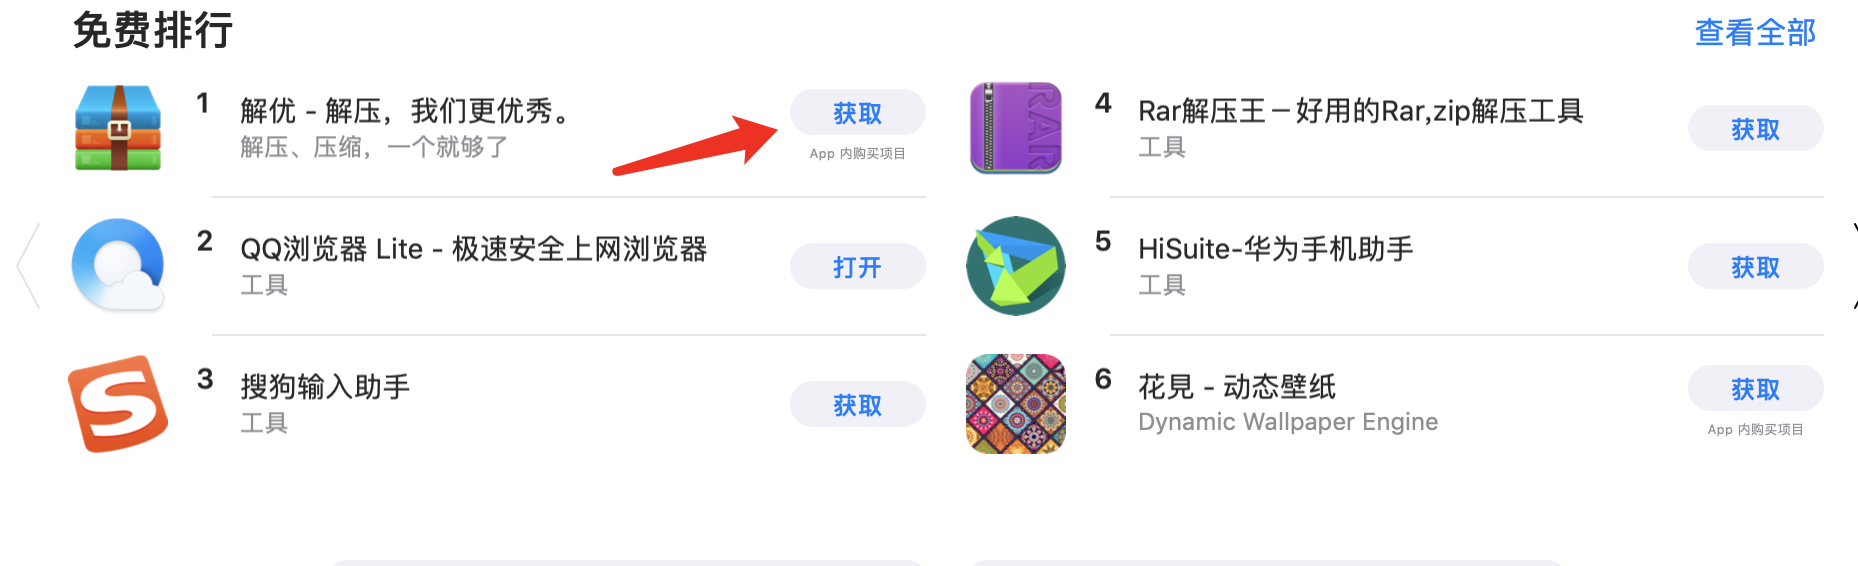 免费排行
查看全部
1
解优 - 解压，我们更优秀。
解压、压缩，一个就够了
获取
App 内购买项目
2
QQ浏览器 Lite - 极速安全上网浏览器
工具
打开
3
搜狗输入助手
工具
获取
4
Rar解压王－好用的Rar,zip解压工具
工具
获取
RAR
5
HiSuite-华为手机助手
工具
获取
6
花見 - 动态壁纸
Dynamic Wallpaper Engine
获取
App 内购买项目